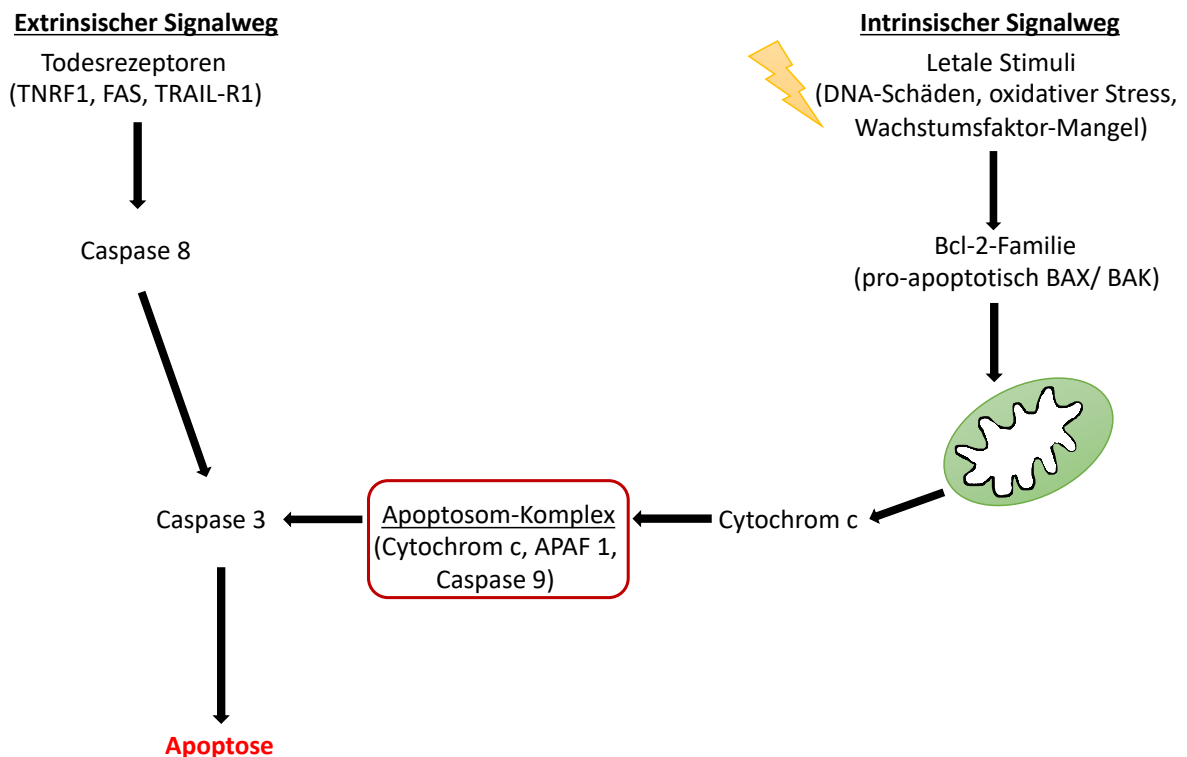 Extrinsischer Signalweg
Todesrezeptoren
(TNRF1, FAS, TRAIL-R1)
Caspase 8
Intrinsischer Signalweg
Letale Stimuli
(DNA-Schäden, oxidativer Stress,
Wachstumsfaktor-Mangel)
Bcl-2-Familie
(pro-apoptotisch BAX/ BAK)
Cytochrom c
Apoptosom-Komplex
(Cytochrom c, APAF 1,
Caspase 9)
Caspase 3
Apoptose